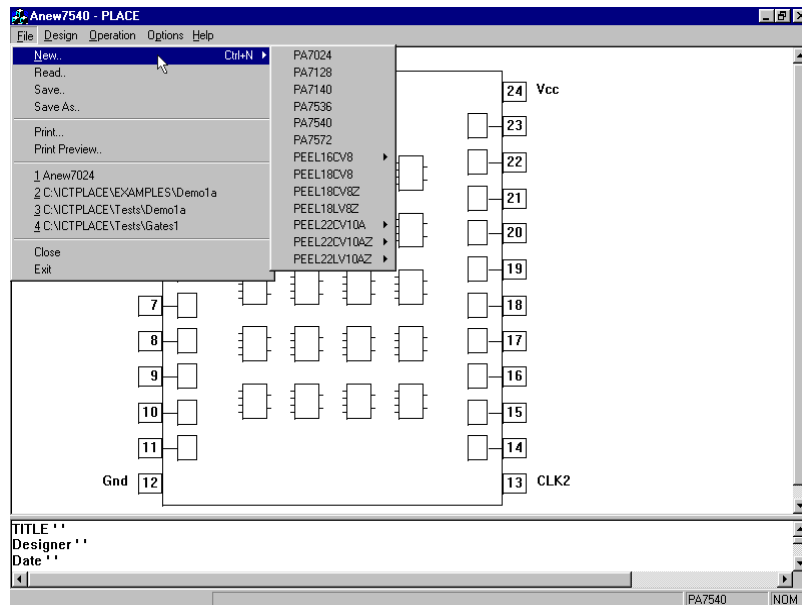 Anew7540 - PLACE
File Design Operation Options Help
New.. Ctrl+N
Read..
Save..
Save As..
Print...
Print Preview..
1 Anew7024
2 C:\ICTPLACE\EXAMPLES\Demo1a
3 C:\ICTPLACE\Tests\Demo1a
4 C:\ICTPLACE\Tests\Gates1
Close
Exit
PA7024
PA7128
PA7140
PA7536
PA7540
PA7572
PEEL16CV8
PEEL18CV8
PEEL18CV8Z
PEEL18LV8Z
PEEL22CV10A
PEEL22CV10AZ
PEEL22LV10AZ
24 Vcc
23
22
21
20
19
7 18
8 17
9 16
10 15
11 14
Gnd 12 13 CLK2
TITLE ' '
Designer ' '
Date ' '
PA7540 NOM